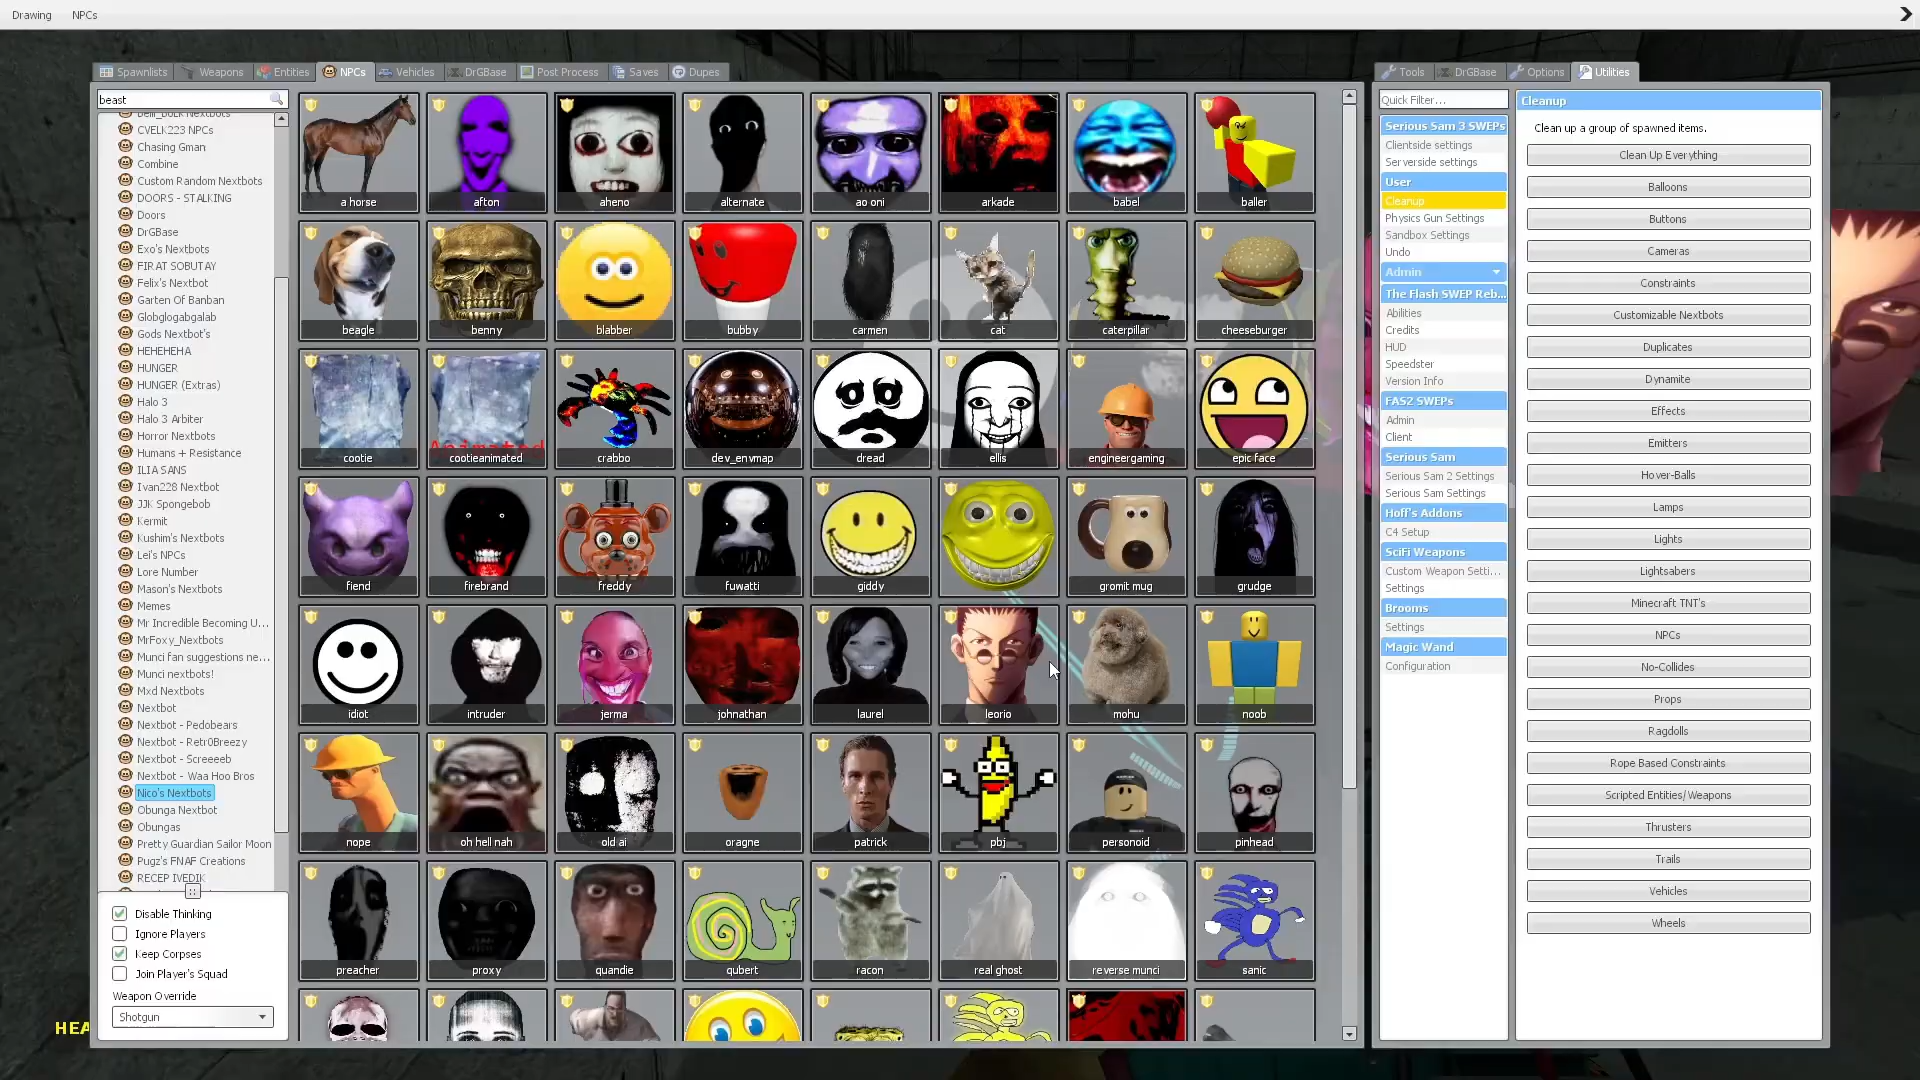 Drawing NPCs
Spawnlists Weapons Entities NPCs Vehicles DrGBase Post Process Saves Dupes
beast
CVELK223 NPCs
Chasing Gman
Combine
Custom Random Nextbots
DOORS - STALKING
Doors
DrGBase
Exo's Nextbots
FIRAT SOBUTAY
Felix's Nextbot
Garten Of Banban
Globglogabgalab
Gods Nextbot's
HEHEHEHA
HUNGER
HUNGER (Extras)
Halo 3
Halo 3 Arbiter
Horror Nextbots
Humans + Resistance
ILIA SANS
Ivan228 Nextbot
JJK Spongebob
Kermit
Kushim's Nextbots
Lei's NPCs
Lore Number
Mason's Nextbots
Memes
Mr Incredible Becoming U...
MrFoxy_Nextbots
Munci fan suggestions ne...
Munci nextbots!
Mxd Nextbots
Nextbot
Nextbot - Pedobears
Nextbot - Retr0Breezy
Nextbot - Screeeeb
Nextbot - Waa Hoo Bros
Nico's Nextbots
Obunga Nextbot
Obungas
Pretty Guardian Sailor Moon
Pugz's FNAF Creations
RECEP IVEDIK
Disable Thinking
Ignore Players
Keep Corpses
Join Player's Squad
Weapon Override
Shotgun
HEA
a horse afton aheno alternate ao oni arkade babel baller
beagle benny blabber bubby carmen cat caterpillar cheeseburger
Animated
cootie cootieanimated crabbo dev_envmap dread ellis engineergaming epic face
fiend firebrand freddy fuwatti giddy gromit mug grudge
idiot intruder jerma johnathan laurel leorio mohu noob
nope oh hell nah old ai oragne patrick pbj personoid pinhead
preacher proxy quandie qubert racon real ghost reverse munci sanic
Tools DrGBase Options Utilities
Quick Filter...
Serious Sam 3 SWEPs
Clientside settings
Serverside settings
User
Cleanup
Physics Gun Settings
Sandbox Settings
Undo
Admin
The Flash SWEP Reb...
Abilities
Credits
HUD
Speedster
Version Info
FAS2 SWEPs
Admin
Client
Serious Sam
Serious Sam 2 Settings
Serious Sam Settings
Hoff's Addons
C4 Setup
SciFi Weapons
Custom Weapon Setti...
Settings
Brooms
Settings
Magic Wand
Configuration
Cleanup
Clean up a group of spawned items.
Clean Up Everything
Balloons
Buttons
Cameras
Constraints
Customizable Nextbots
Duplicates
Dynamite
Effects
Emitters
Hover-Balls
Lamps
Lights
Lightsabers
Minecraft TNT's
NPCs
No-Collides
Props
Ragdolls
Rope Based Constraints
Scripted Entities/Weapons
Thrusters
Trails
Vehicles
Wheels